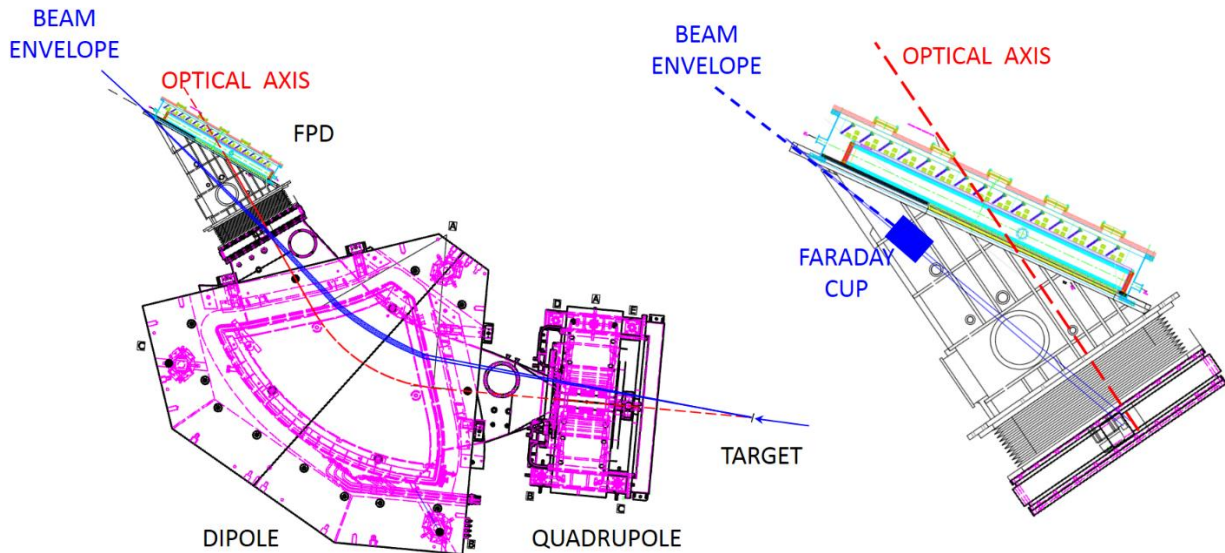 BEAM
ENVELOPE
OPTICAL AXIS
FPD
A
C
D
A
E
B
C
B
TARGET
DIPOLE
QUADRUPOLE
BEAM
ENVELOPE
OPTICAL AXIS
FARADAY
CUP